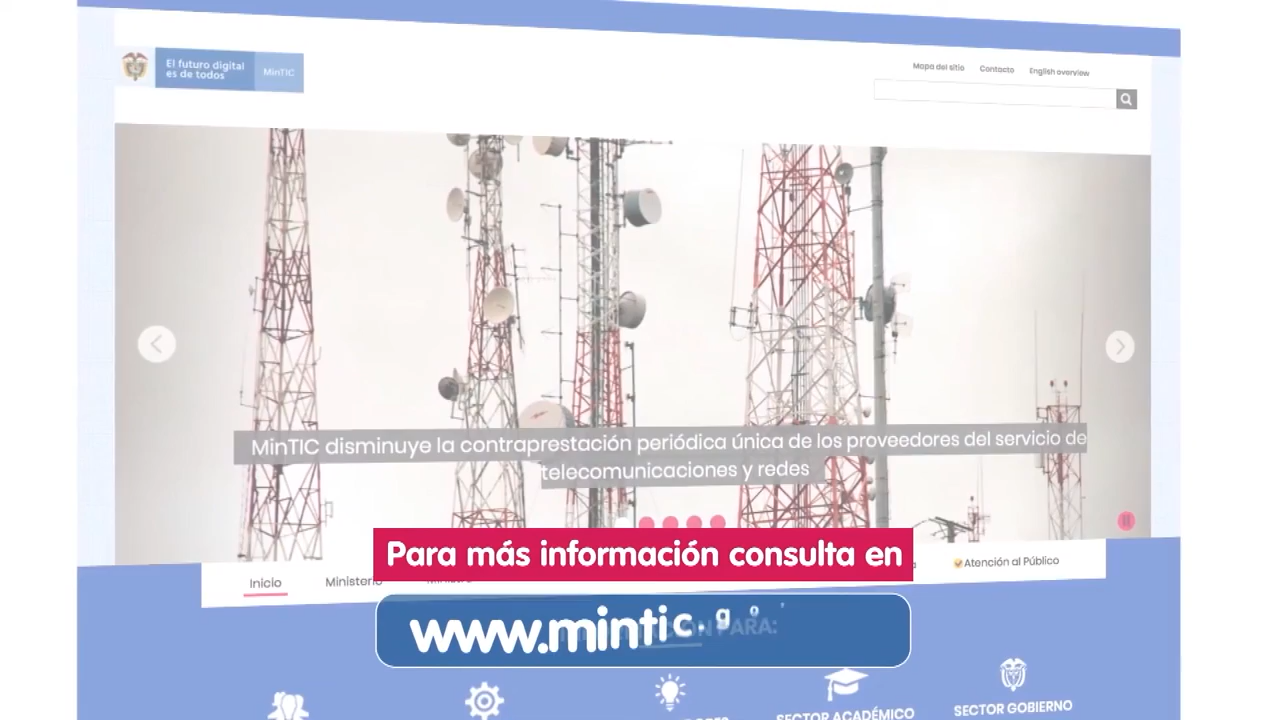 El futuro digital
es de todos
MinTIC
Mapa del sitio
Contacto
English overview
MinTIC disminuye la contraprestación periódica única de los proveedores del servicio de
telecomunicaciones y redes
Para más información consulta en
Inicio
Ministerio
Atención al Público
www.mintic.go
PARA:
SECTOR ACADÉMICO
SECTOR GOBIERNO